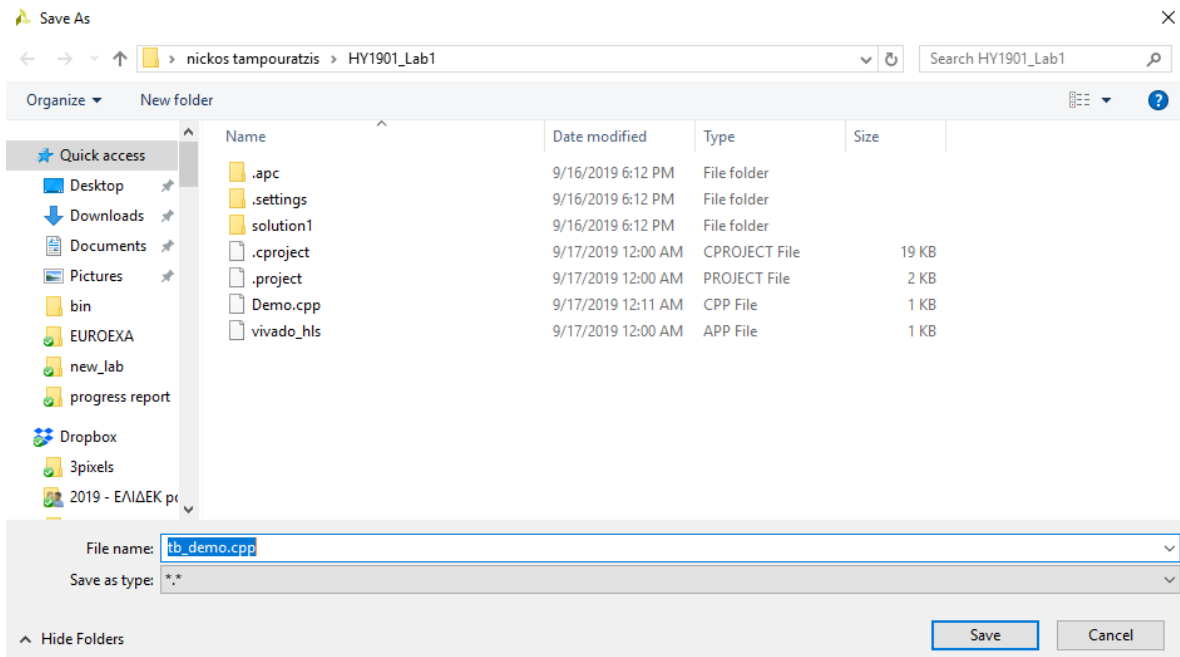 Save As
nickos tampouratzis > HY1901_Lab1
Search HY1901_Lab1
Organize New folder
Name Date modified Type Size
Quick access
Desktop
Downloads
Documents
Pictures
bin
EUROEXA
new_lab
progress report
Dropbox
3pixels
2019 - ΕΛΙΔΕΚ
.apc 9/16/2019 6:12 PM File folder
.settings 9/16/2019 6:12 PM File folder
solution1 9/16/2019 6:12 PM File folder
.cproject 9/17/2019 12:00 AM CPROJECT File 19 KB
.project 9/17/2019 12:00 AM PROJECT File 2 KB
Demo.cpp 9/17/2019 12:11 AM CPP File 1 KB
vivado_hls 9/17/2019 12:00 AM APP File 1 KB
File name: tb_demo.cpp
Save as type: *.*
Hide Folders
Save Cancel